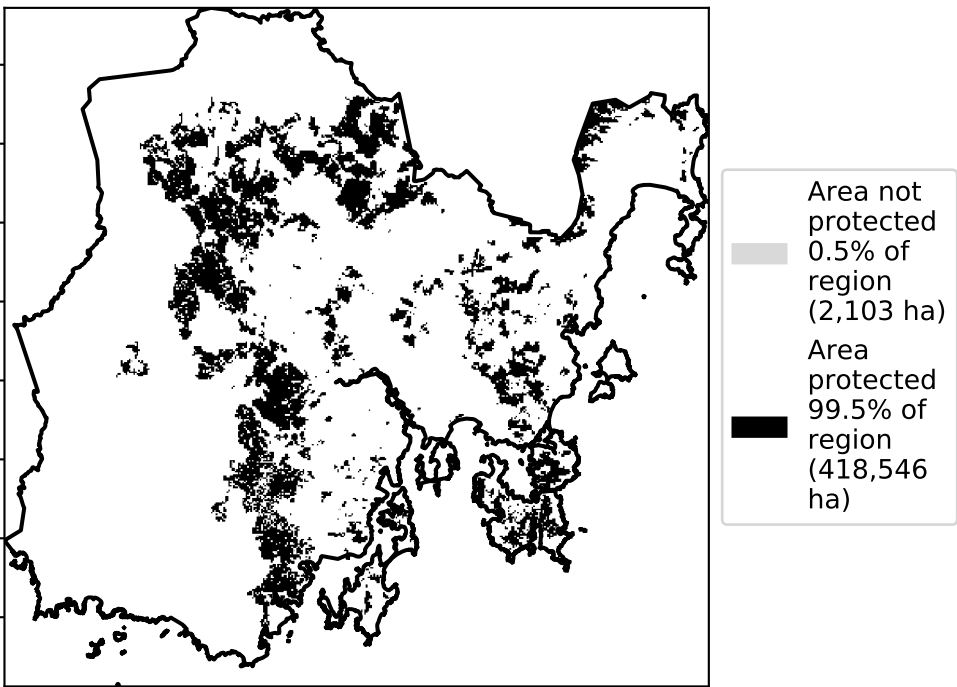 Area not
protected
0.5% of
region
(2,103 ha)
Area
protected
99.5% of
region
(418,546
ha)